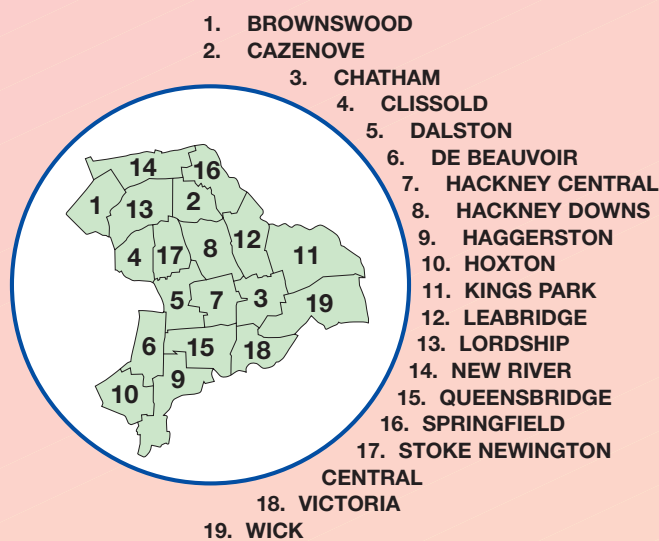 1. BROWNSWOOD
2. CAZENOVE
3. CHATHAM
4. CLISSOLD
5. DALSTON
6. DE BEAUVOIR
7. HACKNEY CENTRAL
8. HACKNEY DOWNS
9. HAGGERSTON
10. HOXTON
11. KINGS PARK
12. LEABRIDGE
13. LORDSHIP
14. NEW RIVER
15. QUEENSBRIDGE
16. SPRINGFIELD
17. STOKE NEWINGTON
CENTRAL
18. VICTORIA
19. WICK
14
16
1
13
2
4
17
8
12
11
5
7
3
19
6
15
18
10
9